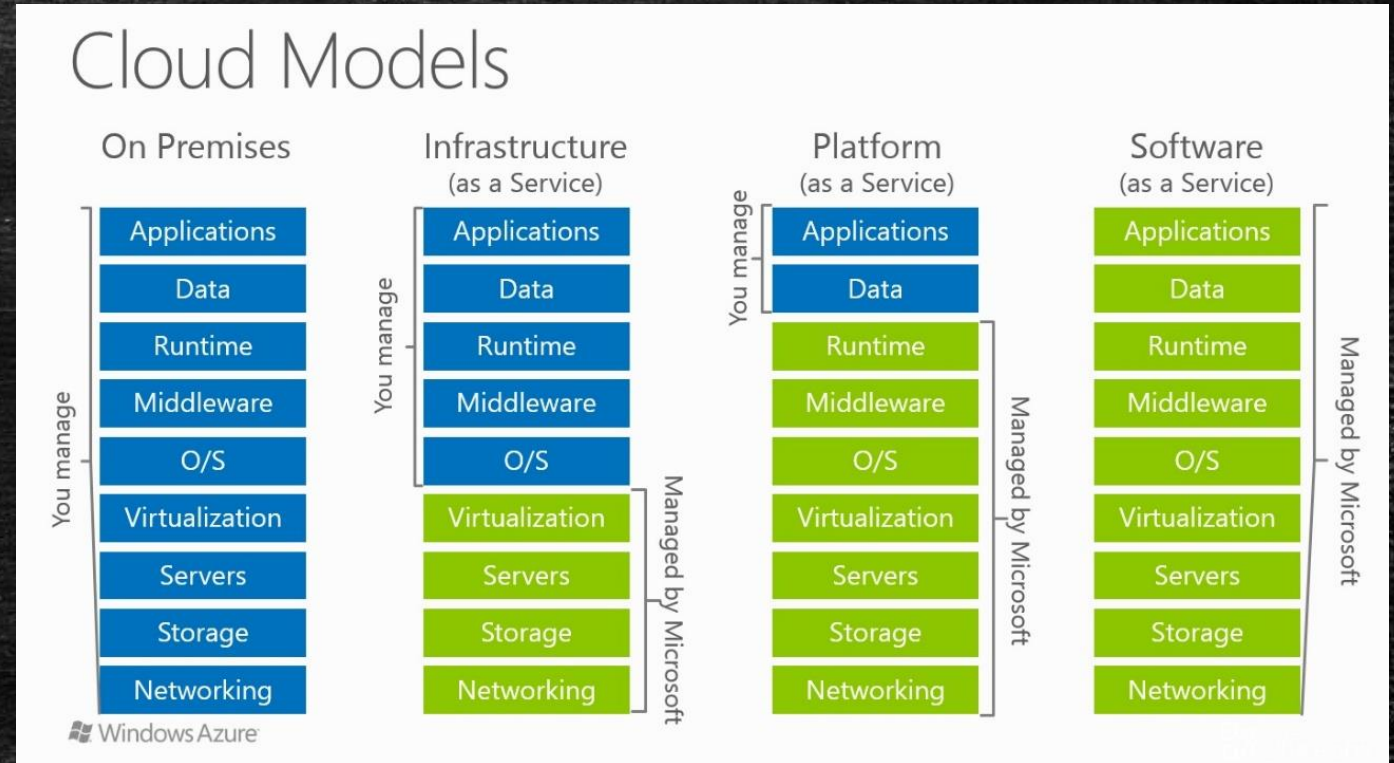 Cloud Models
On Premises
You manage
Applications
Data
Runtime
Middleware
O/S
Virtualization
Servers
Storage
Networking
Infrastructure
(as a Service)
You manage
Applications
Data
Runtime
Middleware
O/S
Virtualization
Servers
Storage
Networking
Managed by Microsoft
Platform
(as a Service)
You manage
Applications
Data
Runtime
Middleware
O/S
Virtualization
Servers
Storage
Networking
Managed by Microsoft
Software
(as a Service)
Applications
Data
Runtime
Middleware
O/S
Virtualization
Servers
Storage
Networking
Managed by Microsoft
Windows Azure